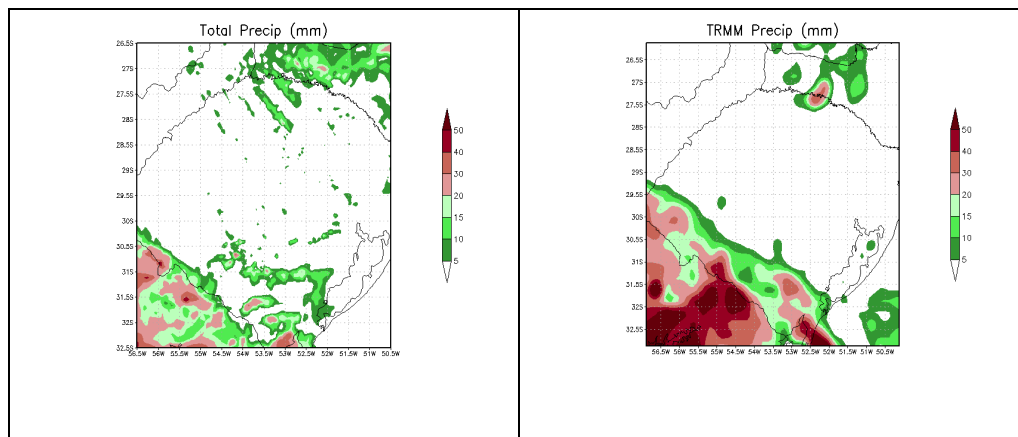 Total Precip (mm)
26.5S
27S
27.5S
28S
28.5S
29S
29.5S
30S
30.5S
31S
31.5S
32S
32.5S
56.5W 56W 55.5W 55W 54.5W 54W 53.5W 53W 52.5W 52W 51.5W 51W 50.5W
50
40
30
20
15
10
5
TRMM Precip (mm)
26.5S
27S
27.5S
28S
28.5S
29S
29.5S
30S
30.5S
31S
31.5S
32S
32.5S
56.5W 56W 55.5W 55W 54.5W 54W 53.5W 53W 52.5W 52W 51.5W 51W 50.5W
50
40
30
20
15
10
5